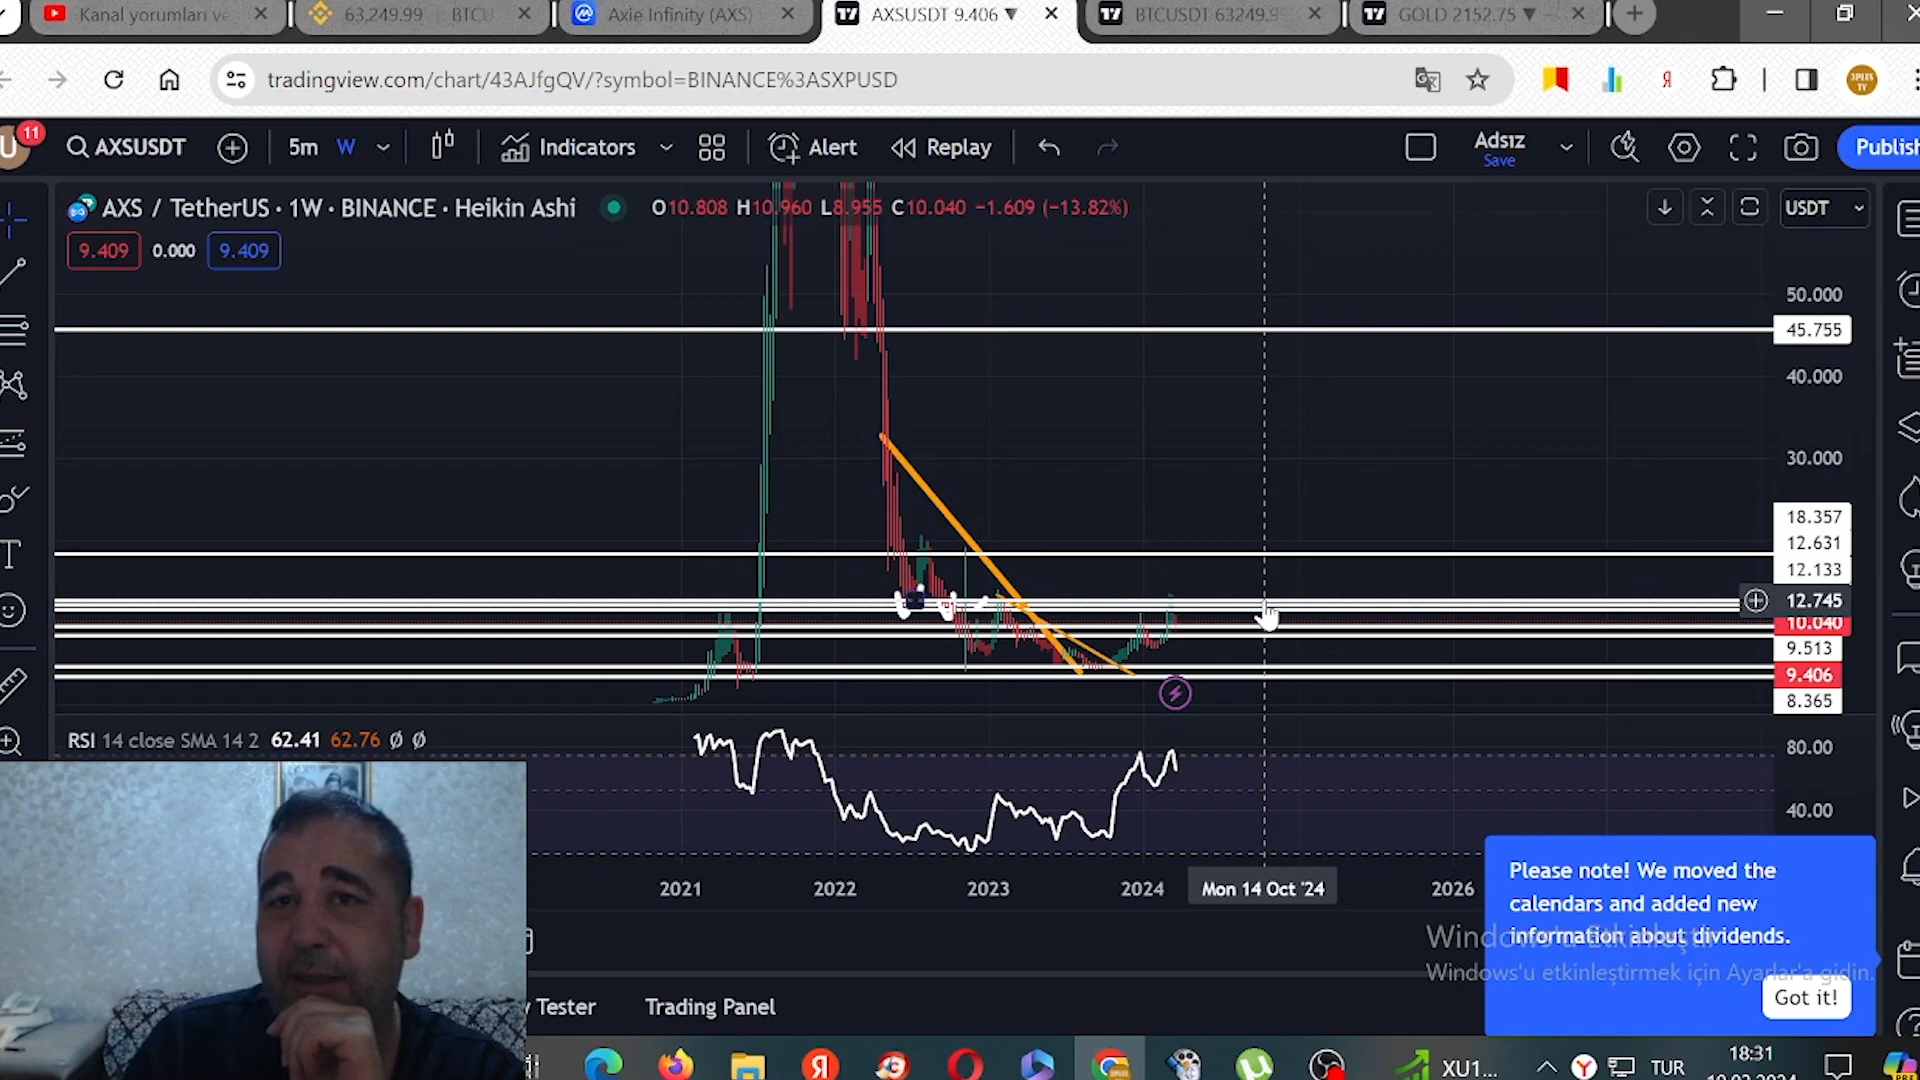 Kanal yorumları ve
63,249.99
BTCU
Axie Infinity (AXS)
AXSUSDT 9.406 ▼
BTCUSDT 63249.9
GOLD 2152.75 ▼
tradingview.com/chart/43AJfgQV/?symbol=BINANCE%3ASXPUSD
3PLES
TV
U
11
AXSUSDT
5m
W
Indicators
Alert
Replay
Adsız
Save
Publish
AXS / TetherUS · 1W · BINANCE · Heikin Ashi
O10.808 H10.960 L8.955 C10.040 −1.609 (−13.82%)
USDT
9.409
0.000
9.409
50.000
45.755
40.000
30.000
18.357
12.631
12.133
12.745
10.040
9.513
9.406
8.365
RSI 14 close SMA 14 2 62.41 62.76 Ø Ø
80.00
40.00
2021
2022
2023
2024
Mon 14 Oct '24
2026
Please note! We moved the
calendars and added new
information about dividends.
Windows'u Etkinleştir
Windows'u etkinleştirmek için Ayarlar'a gidin.
Got it!
Tester
Trading Panel
XU1...
TUR
18:31